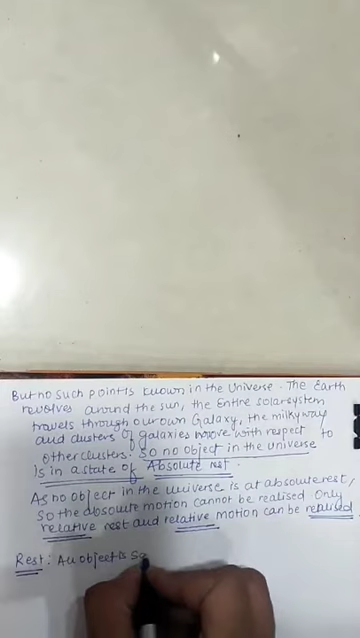 But no such point is known in the Universe. The Earth
revolves around the sun, the Entire solarsystem
travels through our own Galaxy, the milkyway
and clusters of galaxies move with respect to
other clusters. So no object in the universe
is in a state of Absolute rest.
As no object in the universe is at absolute rest,
so the absolute motion cannot be realised only
relative rest and relative motion can be realised.
Rest: An object is Sa